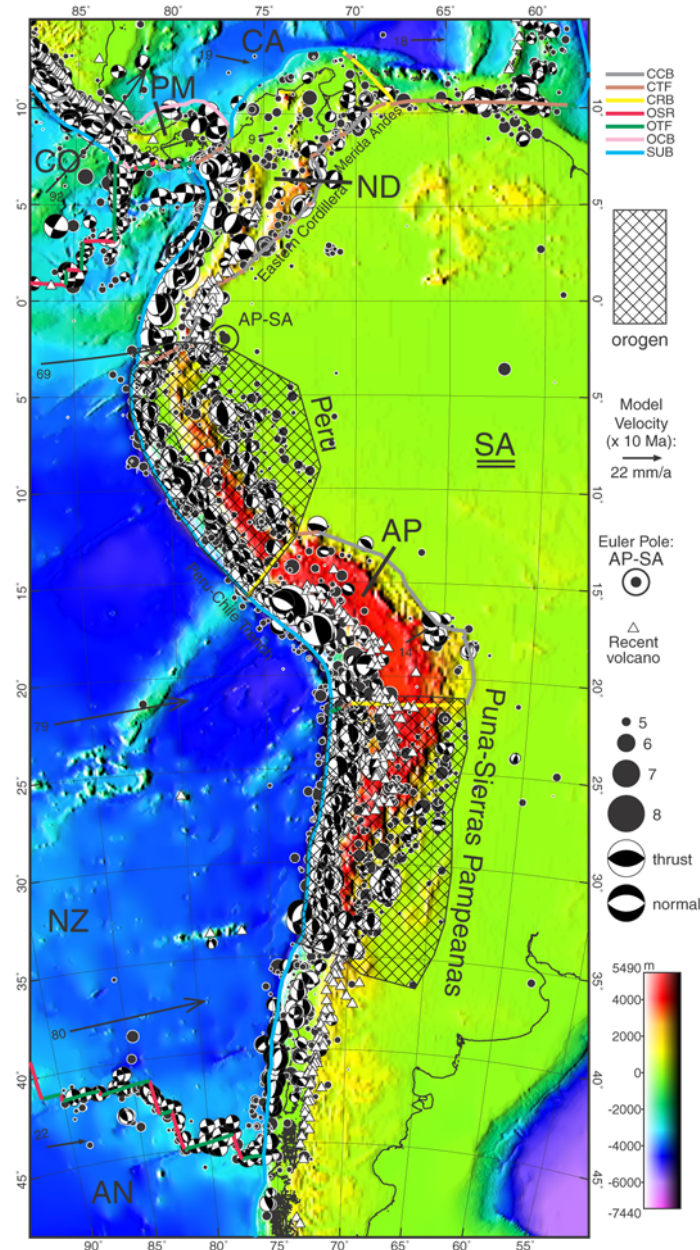 85° 80° 75° 70° 65° 60°
CA
19
18
PM
10°
CO
9
Merida Andes
92
ND
5°
Eastern Cordillera
0°
AP-SA
69
5°
Peru
SA
10°
AP
15°
Peru-Chile Trench
14
20°
79
Puna-Sierras Pampeanas
25°
30°
NZ
35°
80
40°
22
AN
45°
90° 85° 80° 75° 70° 65° 60° 55°
10°
5°
0°
5°
10°
15°
20°
25°
30°
35°
40°
45°
CCB
CTF
CRB
OSR
OTF
OCB
SUB
orogen
Model
Velocity
(x 10 Ma):
22 mm/a
Euler Pole:
AP-SA
Recent
volcano
5
6
7
8
thrust
normal
5490 m
4000
2000
0
-2000
-4000
-6000
-7440